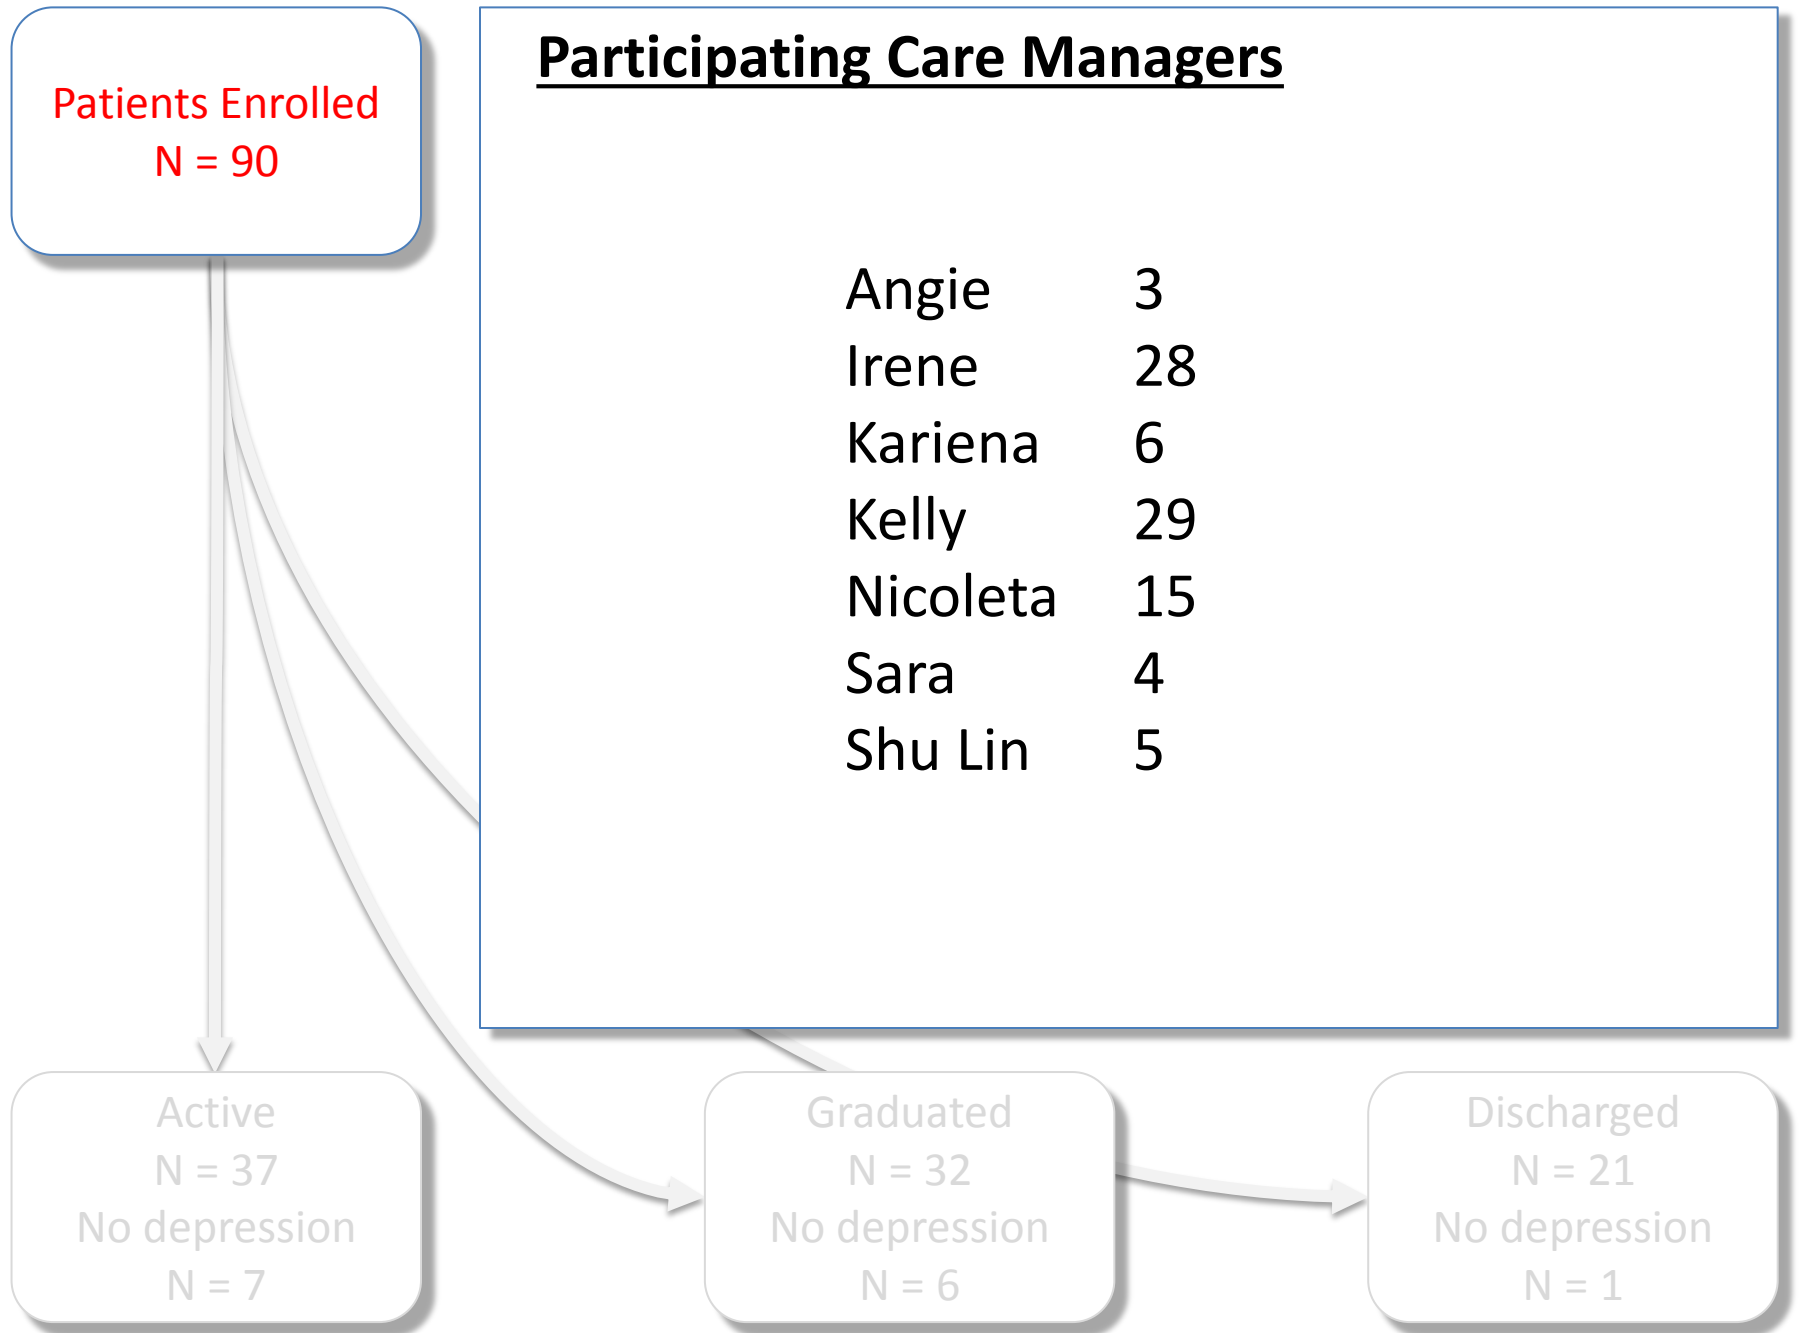 Patients Enrolled
N = 90
Participating Care Managers
Angie 3
Irene 28
Kariena 6
Kelly 29
Nicoleta 15
Sara 4
Shu Lin 5
Active
N = 37
No depression
N = 7
Graduated
N = 32
No depression
N = 6
Discharged
N = 21
No depression
N = 1